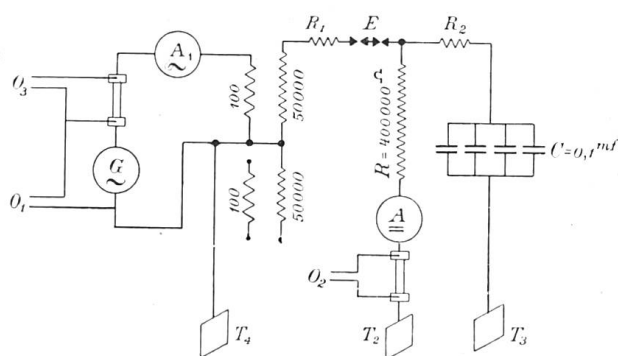 R₁
E
R₂
A₁
~
O₃
100
50000
R = 400000 Ω
C = 0,1 mf
G
~
O₁
100
50000
A
=
O₂
T₄
T₂
T₃